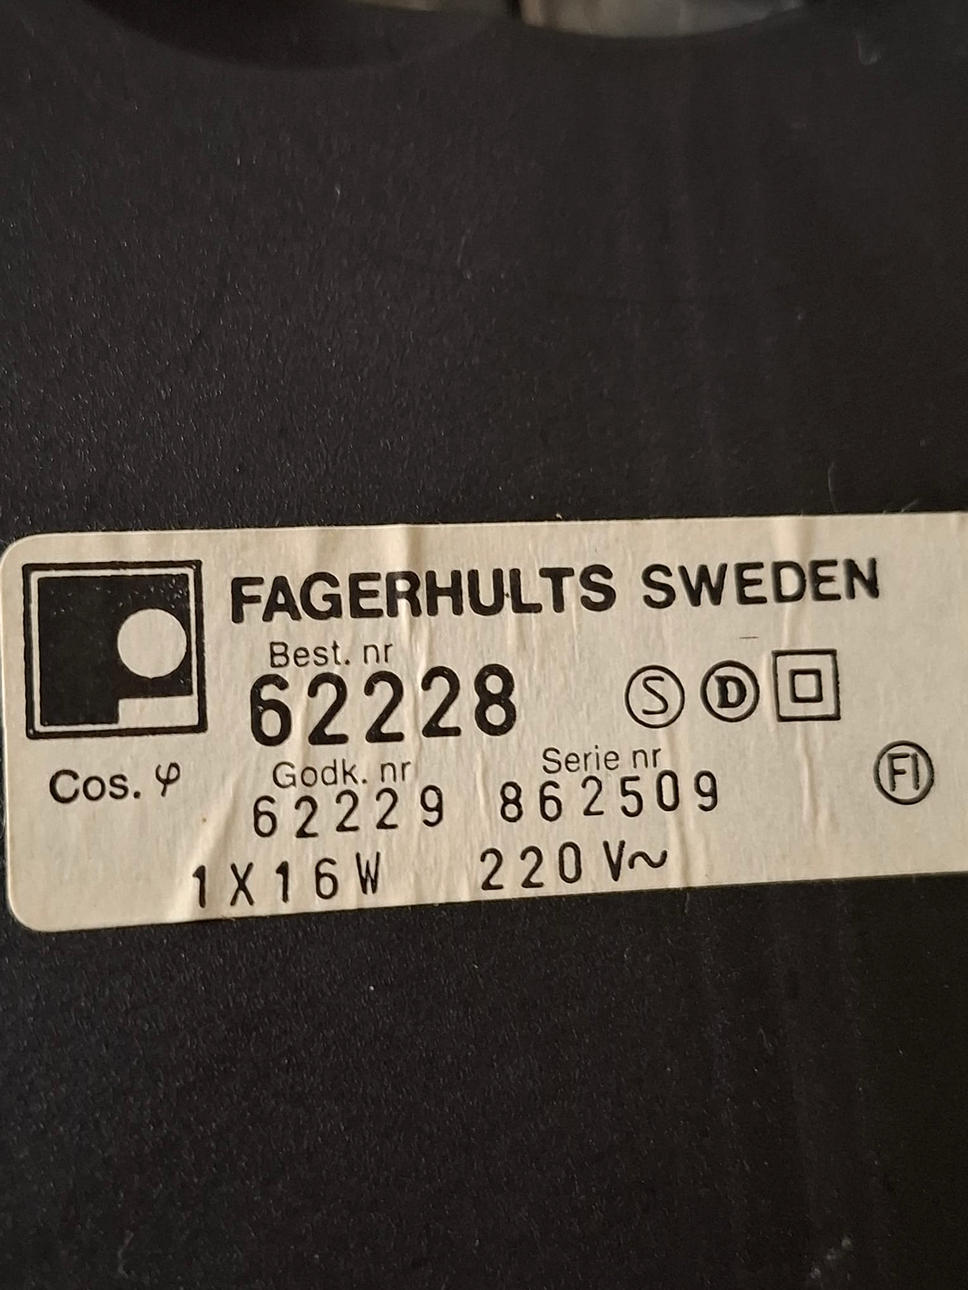 FAGERHULTS SWEDEN
Best. nr
62228 S D
Cos. φ Godk. nr Serie nr FI
62229 862509
1X16W 220V~